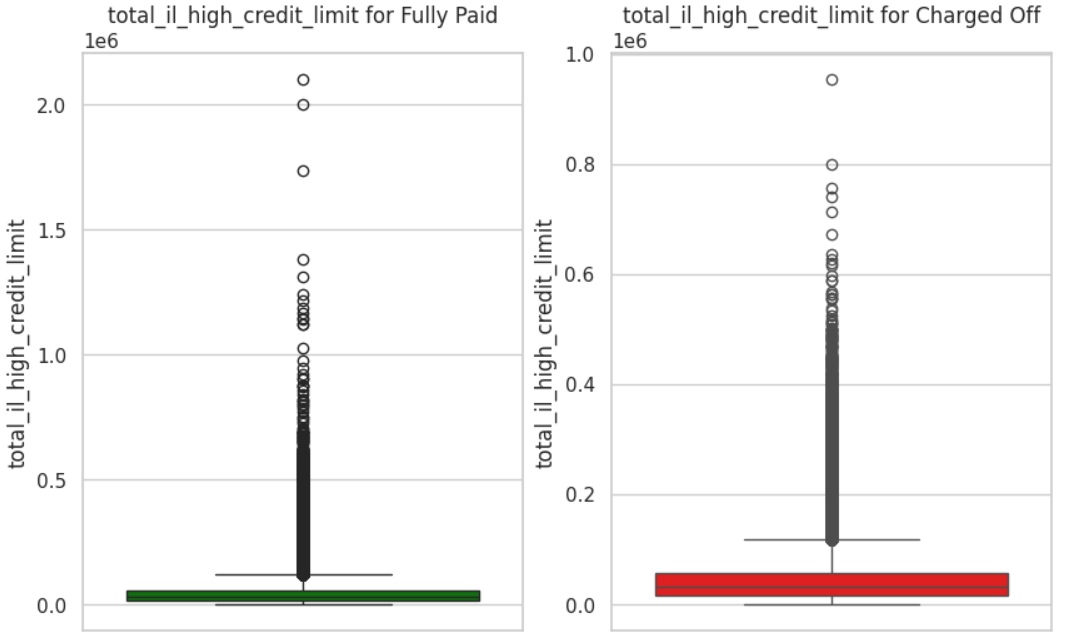 total_il_high_credit_limit for Fully Paid
1e6
2.0
1.5
1.0
0.5
0.0
total_il_high_credit_limit
total_il_high_credit_limit for Charged Off
1e6
1.0
0.8
0.6
0.4
0.2
0.0
total_il_high_credit_limit